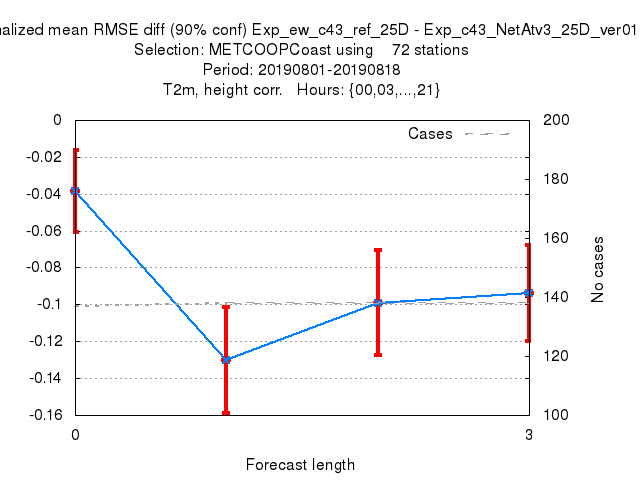 nalized mean RMSE diff (90% conf) Exp_ew_c43_ref_25D - Exp_c43_NetAtv3_25D_ver01
Selection: METCOOPCoast using 72 stations
Period: 20190801-20190818
T2m, height corr. Hours: {00,03,...,21}
Cases
0
-0.02
-0.04
-0.06
-0.08
-0.1
-0.12
-0.14
-0.16
200
180
160
140
120
100
No cases
0
3
Forecast length